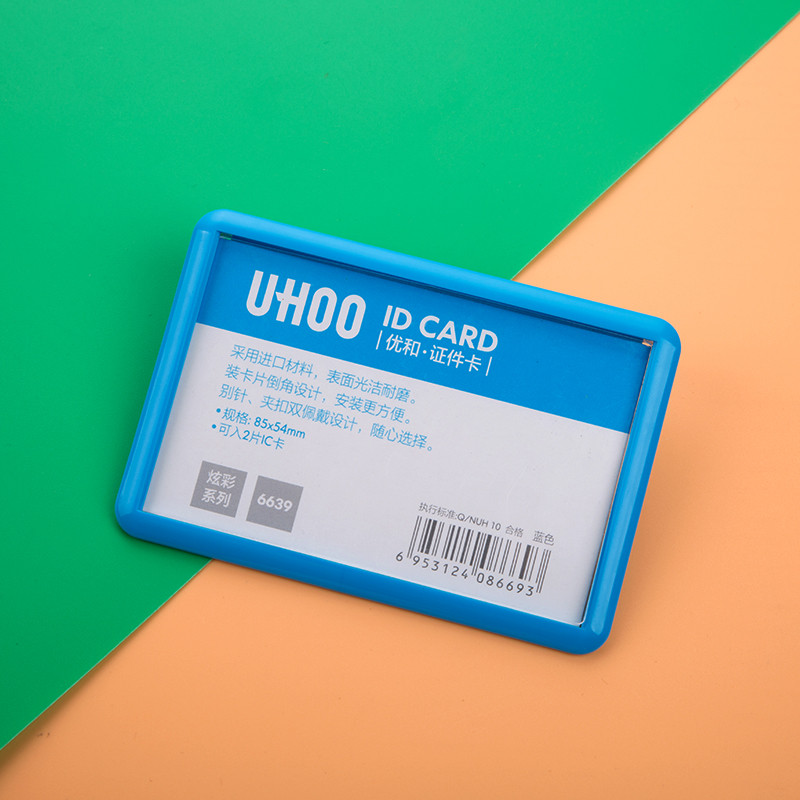 UHOO
ID CARD
|优和·证件卡|
采用进口材料，表面光洁耐磨。
装卡片倒角设计，安装更方便。
别针、夹扣双佩戴设计，随心选择。
•规格: 85x54mm
•可入2片IC卡
炫彩
系列
6639
执行标准:Q/NUH 10 合格 蓝色
6 953124 086693